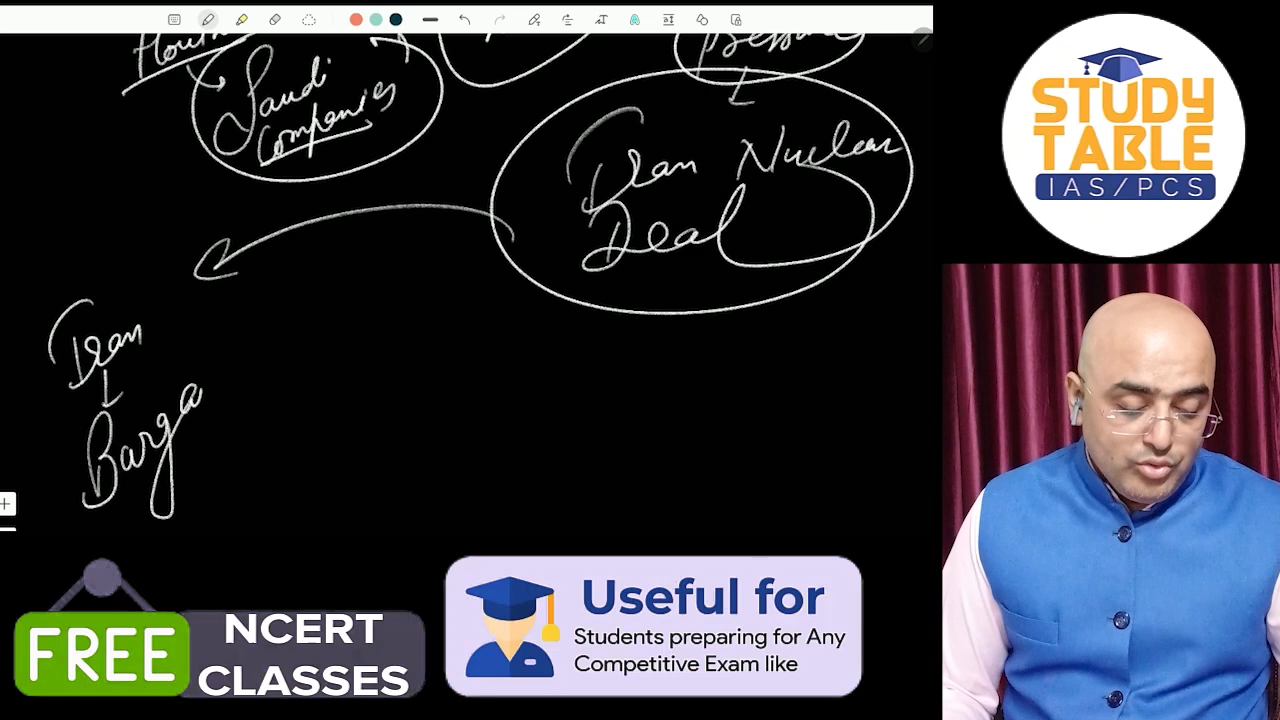 Saudi
Companies
Iran Nuclear
Deal
Iran
Barga
STUDY
TABLE
IAS/PCS
FREE
NCERT
CLASSES
Useful for
Students preparing for Any
Competitive Exam like